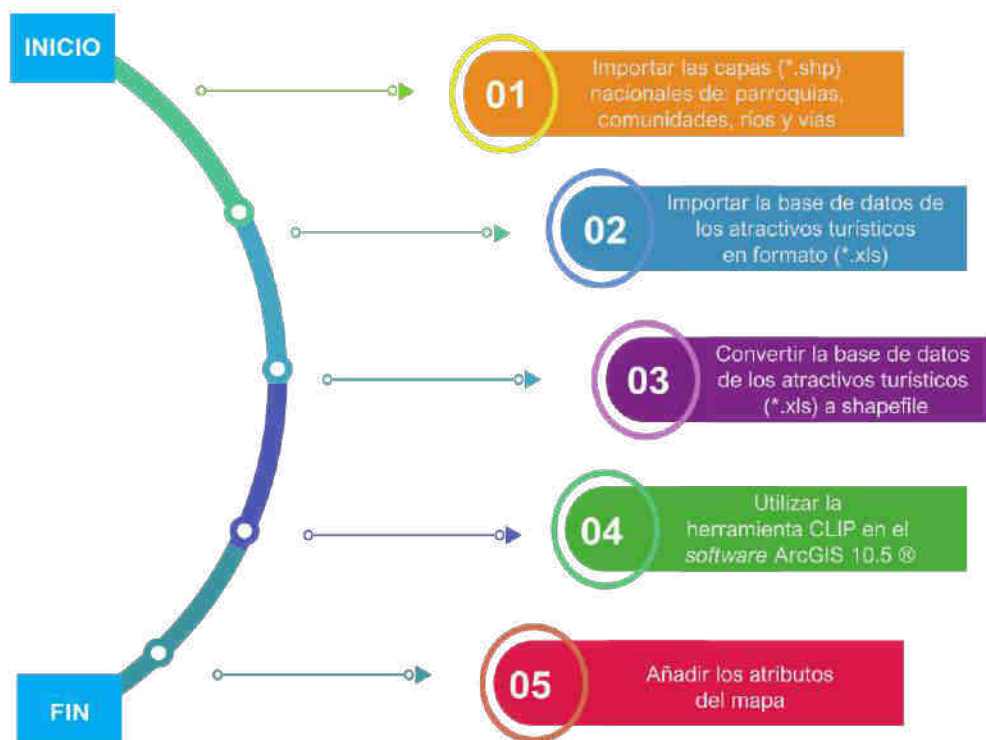 INICIO
01
Importar las capas (*.shp)
nacionales de: parroquias,
comunidades, ríos y vías
02
Importar la base de datos de
los atractivos turísticos
en formato (*.xls)
03
Convertir la base de datos
de los atractivos turísticos
(*.xls) a shapefile
04
Utilizar la
herramienta CLIP en el
software ArcGIS 10.5 ®
05
Añadir los atributos
del mapa
FIN